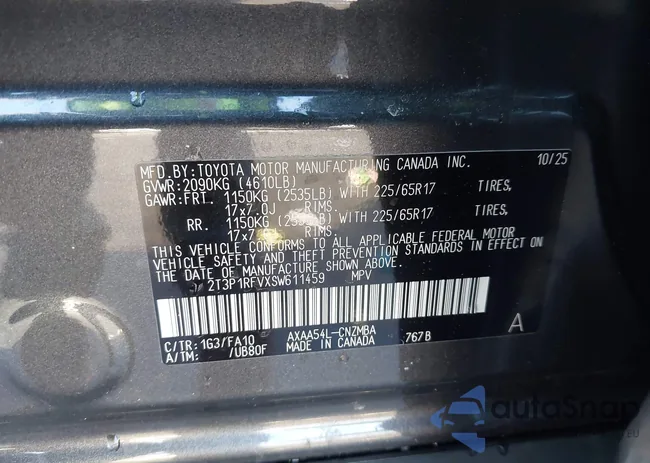 MFD.BY:TOYOTA MOTOR MANUFACTURING CANADA INC. 10/25
GVWR:2090KG (4610LB)
GAWR:FRT. 1150KG (2535LB) WITH 225/65R17 TIRES,
17x7.0J RIMS.
RR. 1150KG (2535LB) WITH 225/65R17 TIRES,
17x7 RIMS.
THIS VEHICLE CONFORMS TO ALL APPLICABLE FEDERAL MOTOR
VEHICLE SAFETY AND THEFT PREVENTION STANDARDS IN EFFECT ON
THE DATE OF MANUFACTURE SHOWN ABOVE.
2T3P1RFVXSW611459 MPV
C/TR:1G3/FA10 AXAA54L-CNZMBA 767B A
A/TM: /UB80F MADE IN CANADA
autoSnap